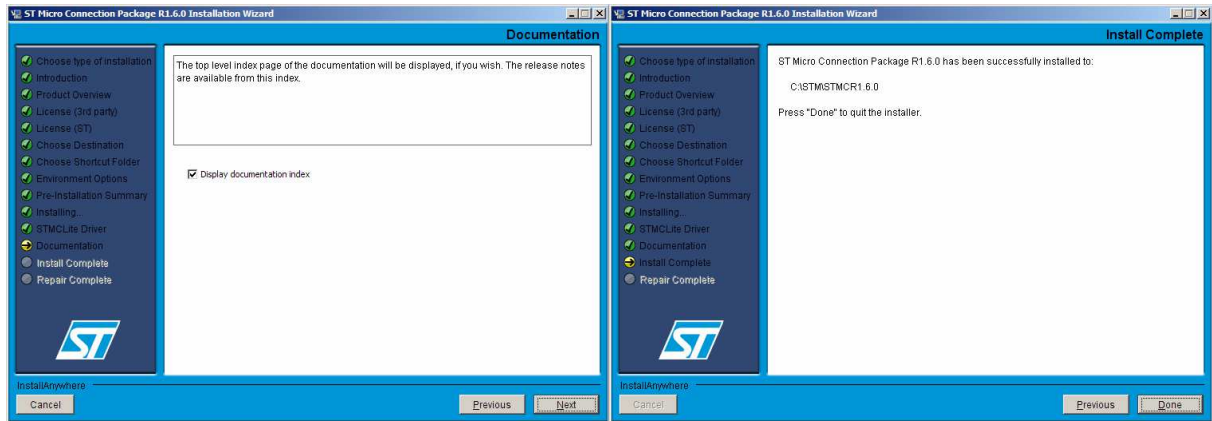 ST Micro Connection Package R1.6.0 Installation Wizard
Documentation
Choose type of installation
Introduction
Product Overview
License (3rd party)
License (ST)
Choose Destination
Choose Shortcut Folder
Environment Options
Pre-Installation Summary
Installing...
STMCLite Driver
Documentation
Install Complete
Repair Complete
ST
The top level index page of the documentation will be displayed, if you wish. The release notes
are available from this index.
Display documentation index
InstallAnywhere
Cancel
Previous
Next
ST Micro Connection Package R1.6.0 Installation Wizard
Install Complete
Choose type of installation
Introduction
Product Overview
License (3rd party)
License (ST)
Choose Destination
Choose Shortcut Folder
Environment Options
Pre-Installation Summary
Installing...
STMCLite Driver
Documentation
Install Complete
Repair Complete
ST
ST Micro Connection Package R1.6.0 has been successfully installed to:
C:\STM\STMCR1.6.0
Press "Done" to quit the installer.
InstallAnywhere
Cancel
Previous
Done